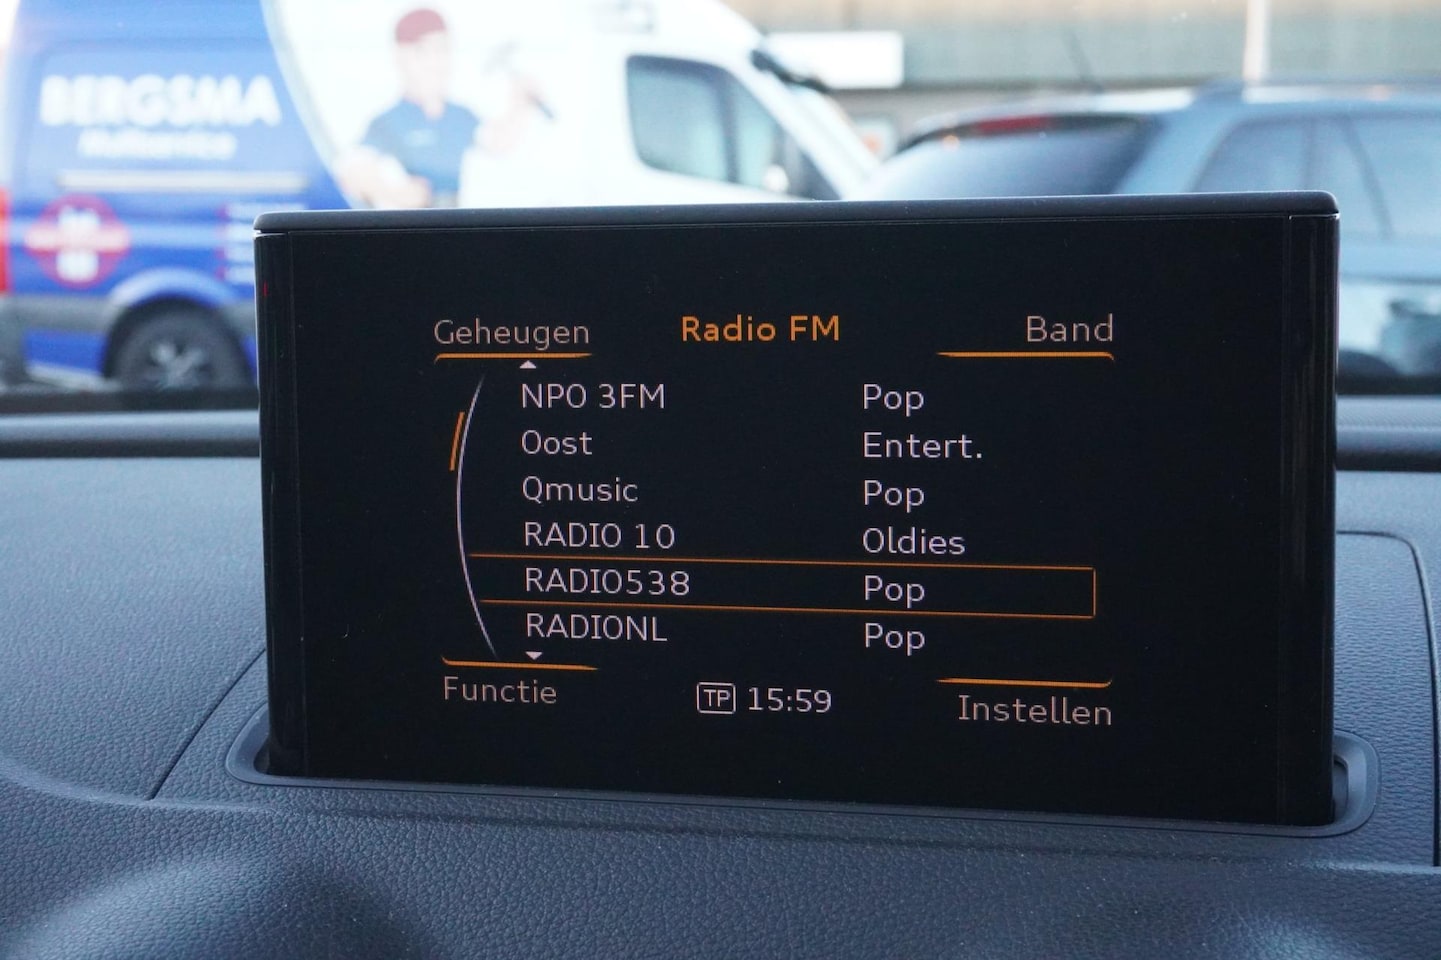 BERGSMA
Multiservice
Geheugen Radio FM Band
NPO 3FM Pop
Oost Entert.
Qmusic Pop
RADIO 10 Oldies
RADIO538 Pop
RADIONL Pop
Functie TP 15:59 Instellen